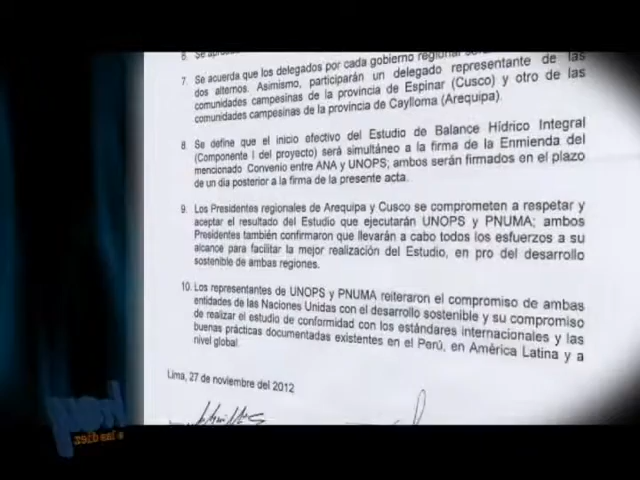 6. Se
7. Se acuerda que los delegados por cada gobierno regional
dos alternos. Asimismo, participarán un delegado representante de las
comunidades campesinas de la provincia de Espinar (Cusco) y otro de las
comunidades campesinas de la provincia de Caylloma (Arequipa).
8. Se define que el inicio efectivo del Estudio de Balance Hídrico Integral
(Componente I del proyecto) será simultáneo a la firma de la Enmienda del
mencionado Convenio entre ANA y UNOPS; ambos serán firmados en el plazo
de un día posterior a la firma de la presente acta.
9. Los Presidentes regionales de Arequipa y Cusco se comprometen a respetar y
aceptar el resultado del Estudio que ejecutarán UNOPS y PNUMA; ambos
Presidentes también confirmaron que llevarán a cabo todos los esfuerzos a su
alcance para facilitar la mejor realización del Estudio, en pro del desarrollo
sostenible de ambas regiones.
10. Los representantes de UNOPS y PNUMA reiteraron el compromiso de ambas
entidades de las Naciones Unidas con el desarrollo sostenible y su compromiso
de realizar el estudio de conformidad con los estándares internacionales y las
buenas prácticas documentadas existentes en el Perú, en América Latina y a
nivel global.
Lima, 27 de noviembre del 2012